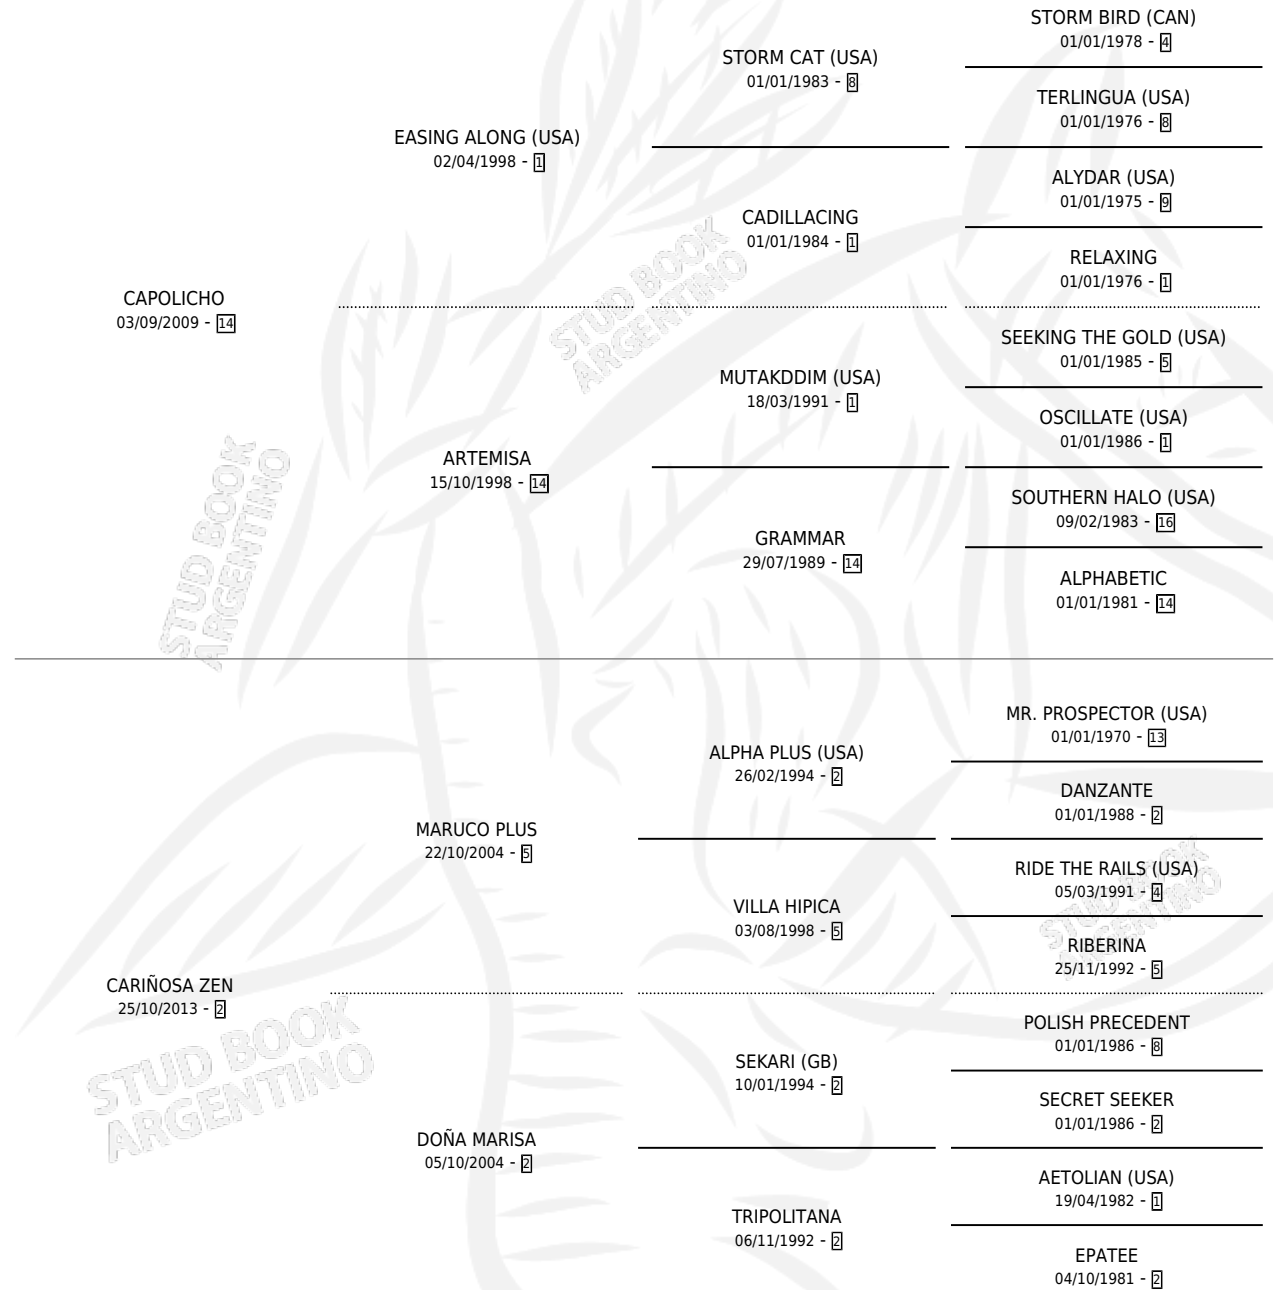 STORM BIRD (CAN)
01/01/1978 - 4
STORM CAT (USA)
01/01/1983 - 8
TERLINGUA (USA)
01/01/1976 - 8
EASING ALONG (USA)
02/04/1998 - 1
ALYDAR (USA)
01/01/1975 - 9
CADILLACING
01/01/1984 - 1
RELAXING
01/01/1976 - 1
CAPOLICHO
03/09/2009 - 14
SEEKING THE GOLD (USA)
01/01/1985 - 5
MUTAKDDIM (USA)
18/03/1991 - 1
OSCILLATE (USA)
01/01/1986 - 1
ARTEMISA
15/10/1998 - 14
SOUTHERN HALO (USA)
09/02/1983 - 16
GRAMMAR
29/07/1989 - 14
ALPHABETIC
01/01/1981 - 14
STUD BOOK
ARGENTINO
STUD BOOK
ARGENTINO
MR. PROSPECTOR (USA)
01/01/1970 - 13
ALPHA PLUS (USA)
26/02/1994 - 2
DANZANTE
01/01/1988 - 2
MARUCO PLUS
22/10/2004 - 5
RIDE THE RAILS (USA)
05/03/1991 - 4
VILLA HIPICA
03/08/1998 - 5
RIBERINA
25/11/1992 - 5
STUD BOOK
ARGENTINO
CARIÑOSA ZEN
25/10/2013 - 2
POLISH PRECEDENT
01/01/1986 - 8
SEKARI (GB)
10/01/1994 - 2
SECRET SEEKER
01/01/1986 - 2
DOÑA MARISA
05/10/2004 - 2
AETOLIAN (USA)
19/04/1982 - 1
TRIPOLITANA
06/11/1992 - 2
EPATEE
04/10/1981 - 2
STUD BOOK
ARGENTINO